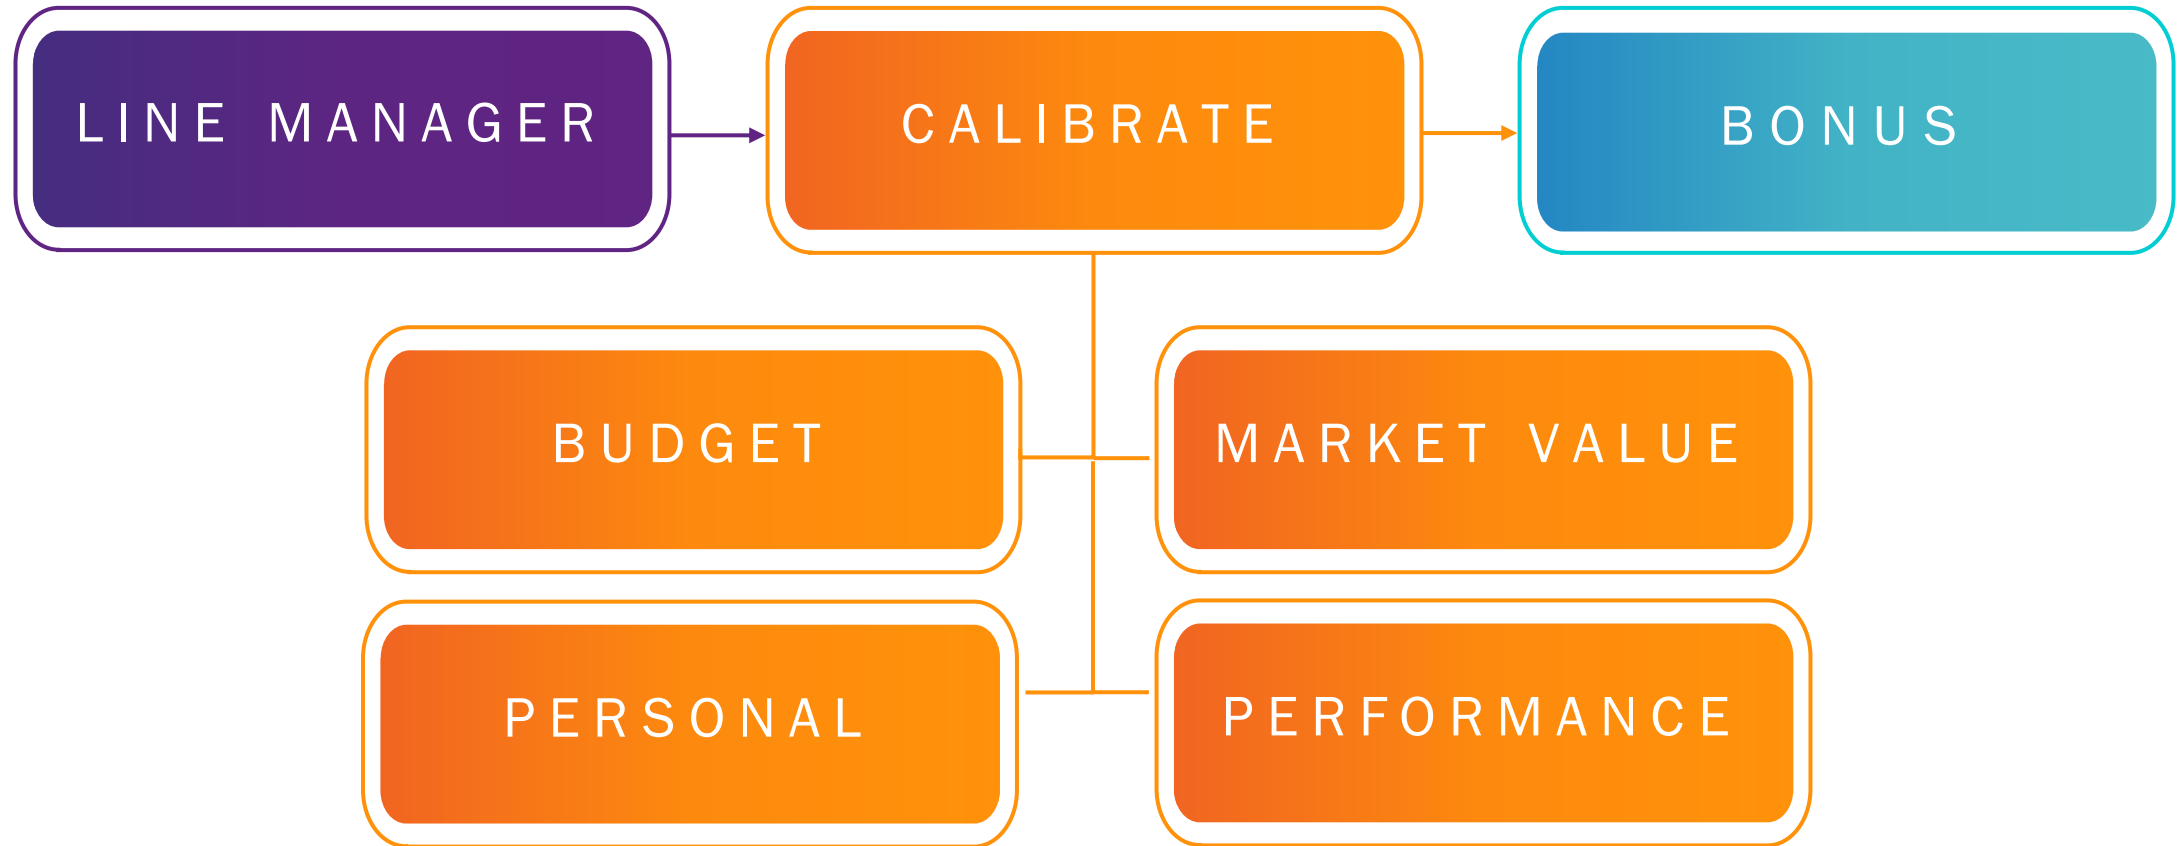 LINE MANAGER
CALIBRATE
BONUS
BUDGET
MARKET VALUE
PERSONAL
PERFORMANCE